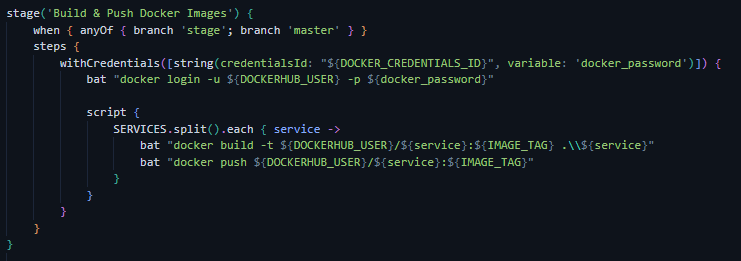 stage('Build & Push Docker Images') {
    when { anyOf { branch 'stage'; branch 'master' } }
    steps {
        withCredentials([string(credentialsId: "${DOCKER_CREDENTIALS_ID}", variable: 'docker_password')]) {
            bat "docker login -u ${DOCKERHUB_USER} -p ${docker_password}"

            script {
                SERVICES.split().each { service ->
                    bat "docker build -t ${DOCKERHUB_USER}/${service}:${IMAGE_TAG} .\\${service}"
                    bat "docker push ${DOCKERHUB_USER}/${service}:${IMAGE_TAG}"
                }
            }
        }
    }
}